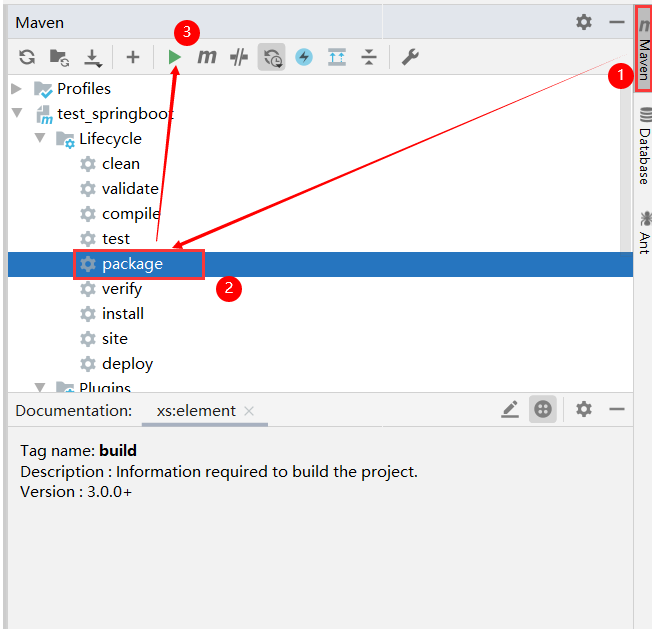 Maven
3
1
Maven
Profiles
test_springboot
Lifecycle
clean
validate
compile
test
package
verify
2
install
site
deploy
Plugins
Database
Ant
Documentation:
xs:element
Tag name: build
Description : Information required to build the project.
Version : 3.0.0+